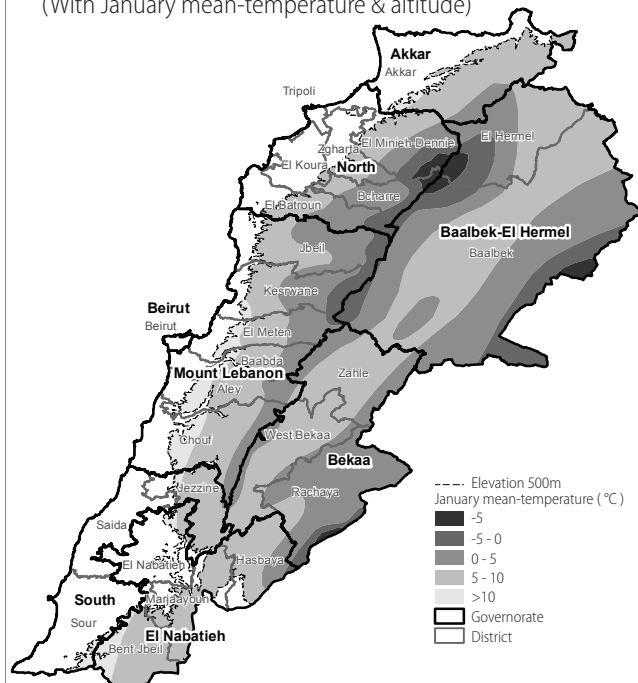 (With January mean-temperature & altitude)
Akkar
Akkar
Tripoli
El Minieh-Dennie
El Hermel
Zgharta
El Koura
North
Bcharre
El Batroun
Baalbek-El Hermel
Jbeil
Baalbek
Kesrwane
Beirut
Beirut
El Meten
Baabda
Mount Lebanon
Zahle
Aley
Chouf
West Bekaa
Bekaa
Jezzine
Rachaya
Saida
El Nabatieh
Hasbaya
South
Marjaayoun
Sour
El Nabatieh
Bent Jbeil
Elevation 500m
January mean-temperature ( °C )
-5
-5 - 0
0 - 5
5 - 10
>10
Governorate
District